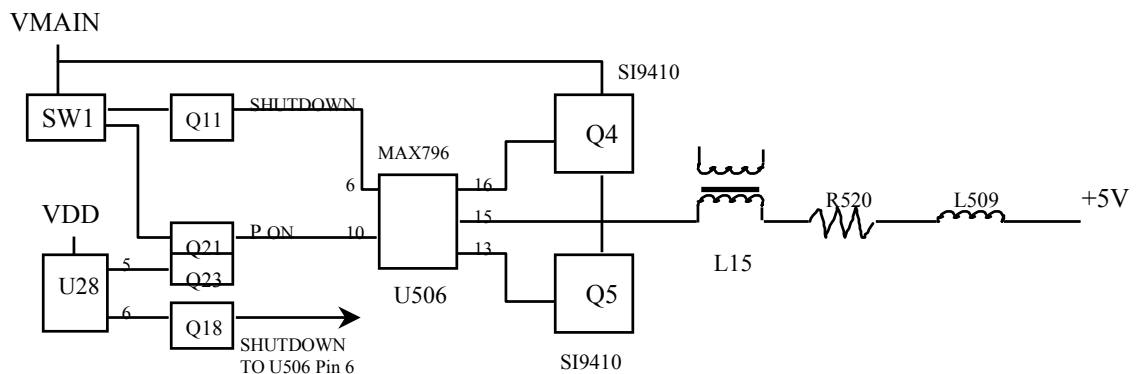 VMAIN
SI9410
SW1
Q11
SHUTDOWN
Q4
MAX796
6
16
VDD
P ON
10
15
R520
L509
+5V
Q21
5
Q23
13
L15
U28
U506
Q5
6
Q18
SHUTDOWN
TO U506 Pin 6
SI9410